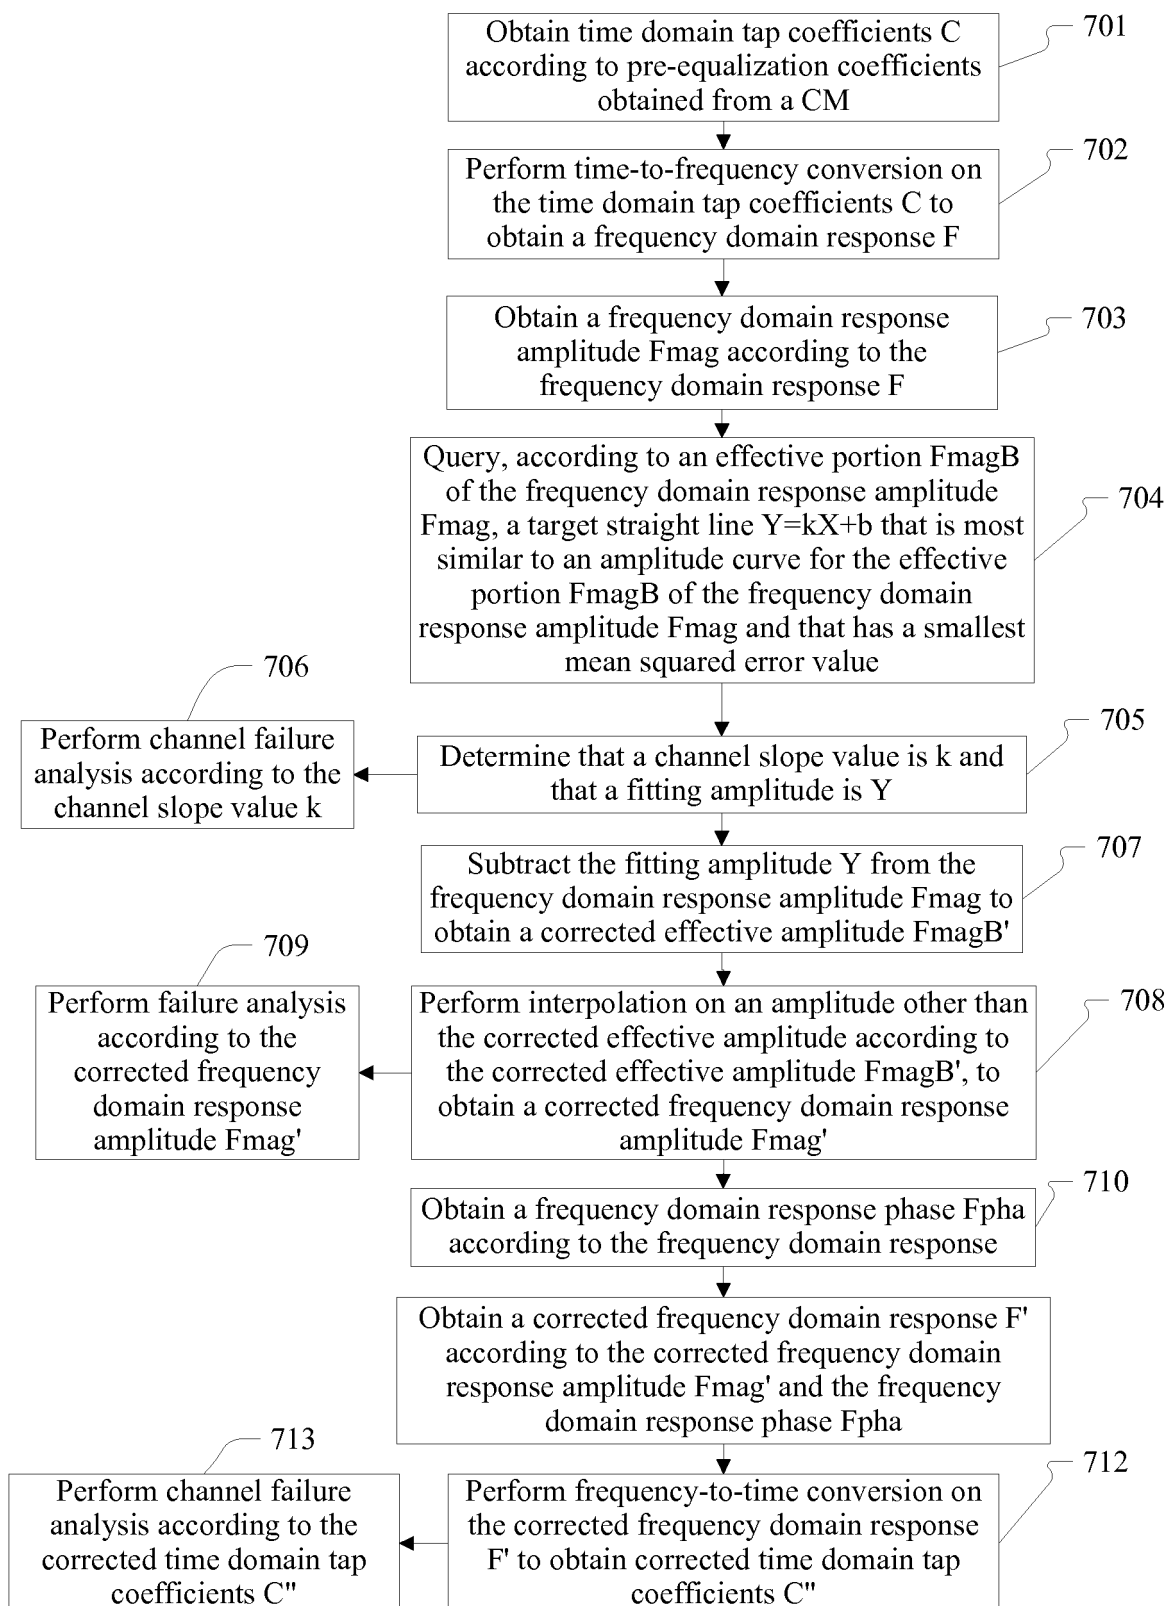 Obtain time domain tap coefficients C
according to pre-equalization coefficients
obtained from a CM
701
Perform time-to-frequency conversion on
the time domain tap coefficients C to
obtain a frequency domain response F
702
Obtain a frequency domain response
amplitude Fmag according to the
frequency domain response F
703
Query, according to an effective portion FmagB
of the frequency domain response amplitude
Fmag, a target straight line Y=kX+b that is most
similar to an amplitude curve for the effective
portion FmagB of the frequency domain
response amplitude Fmag and that has a smallest
mean squared error value
704
Determine that a channel slope value is k and
that a fitting amplitude is Y
705
706
Perform channel failure
analysis according to the
channel slope value k
Subtract the fitting amplitude Y from the
frequency domain response amplitude Fmag to
obtain a corrected effective amplitude FmagB'
707
Perform interpolation on an amplitude other than
the corrected effective amplitude according to
the corrected effective amplitude FmagB', to
obtain a corrected frequency domain response
amplitude Fmag'
708
709
Perform failure analysis
according to the
corrected frequency
domain response
amplitude Fmag'
Obtain a frequency domain response phase Fpha
according to the frequency domain response
710
Obtain a corrected frequency domain response F'
according to the corrected frequency domain
response amplitude Fmag' and the frequency
domain response phase Fpha
Perform frequency-to-time conversion on
the corrected frequency domain response
F' to obtain corrected time domain tap
coefficients C"
712
713
Perform channel failure
analysis according to the
corrected time domain tap
coefficients C"